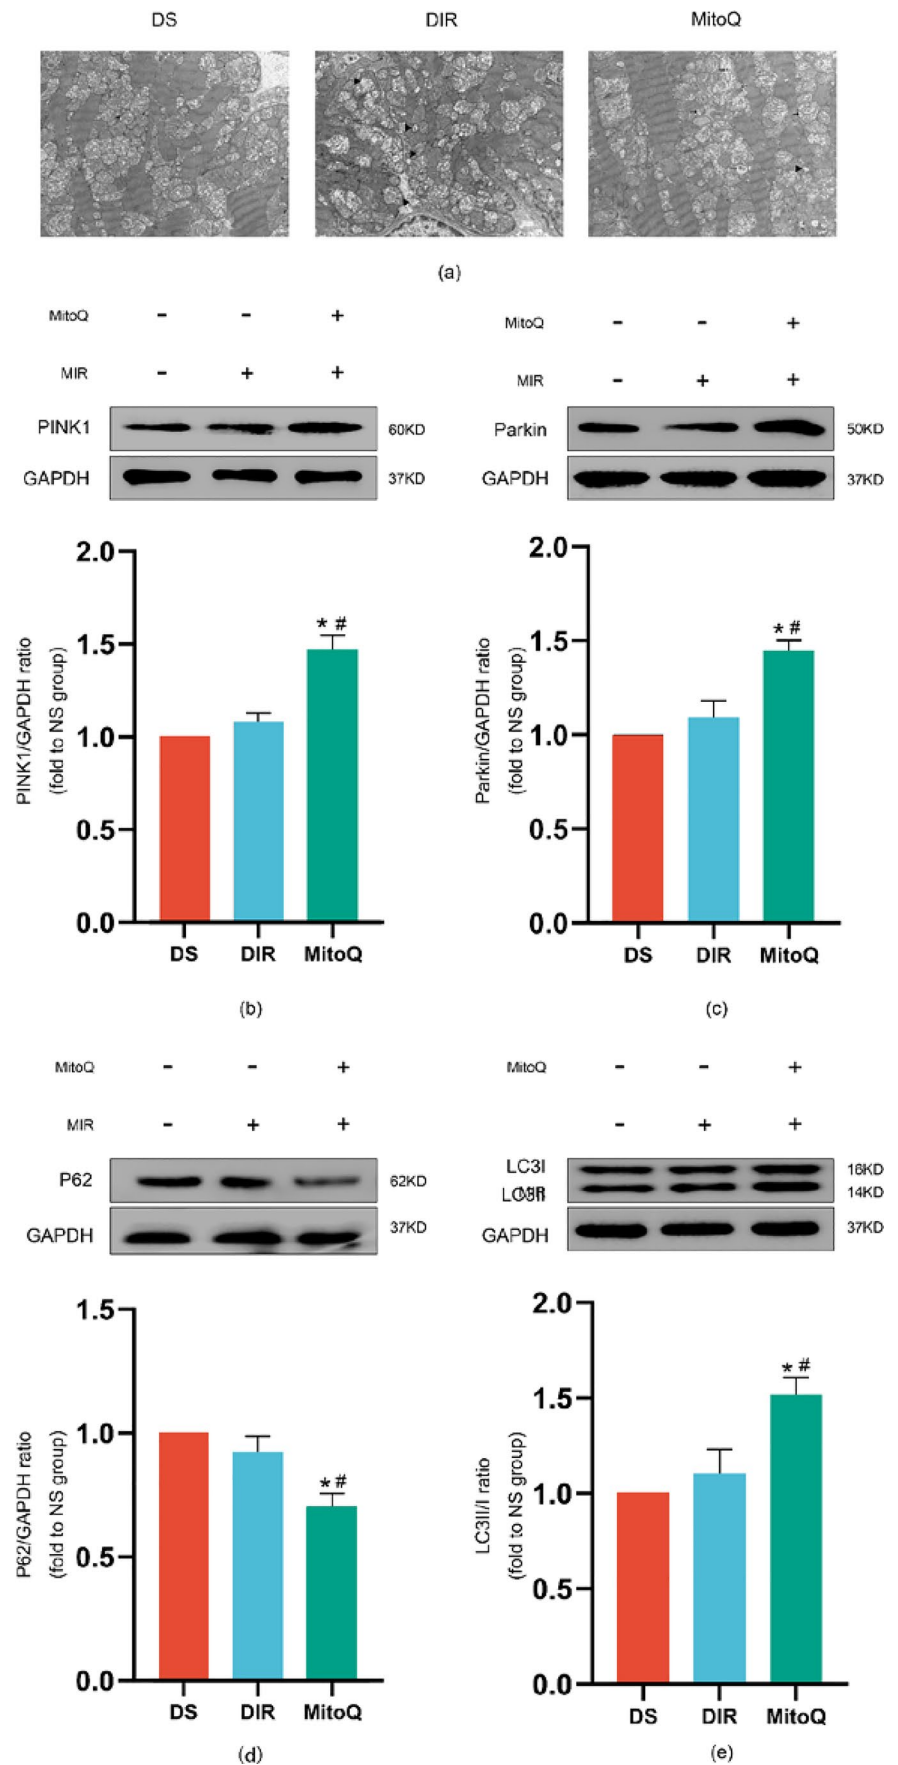 DS DIR MitoQ
(a)
MitoQ - - +
MIR - + +
PINK1 60KD
GAPDH 37KD
2.0
1.5
1.0
0.5
0.0
PINK1/GAPDH ratio
(fold to NS group)
* #
DS DIR MitoQ
(b)
MitoQ - - +
MIR - + +
Parkin 50KD
GAPDH 37KD
2.0
1.5
1.0
0.5
0.0
Parkin/GAPDH ratio
(fold to NS group)
* #
DS DIR MitoQ
(c)
MitoQ - - +
MIR - + +
P62 62KD
GAPDH 37KD
1.5
1.0
0.5
0.0
P62/GAPDH ratio
(fold to NS group)
* #
DS DIR MitoQ
(d)
MitoQ - - +
- + +
LC3I 16KD
LC3II MIR 14KD
GAPDH 37KD
2.0
1.5
1.0
0.5
0.0
LC3II/I ratio
(fold to NS group)
* #
DS DIR MitoQ
(e)